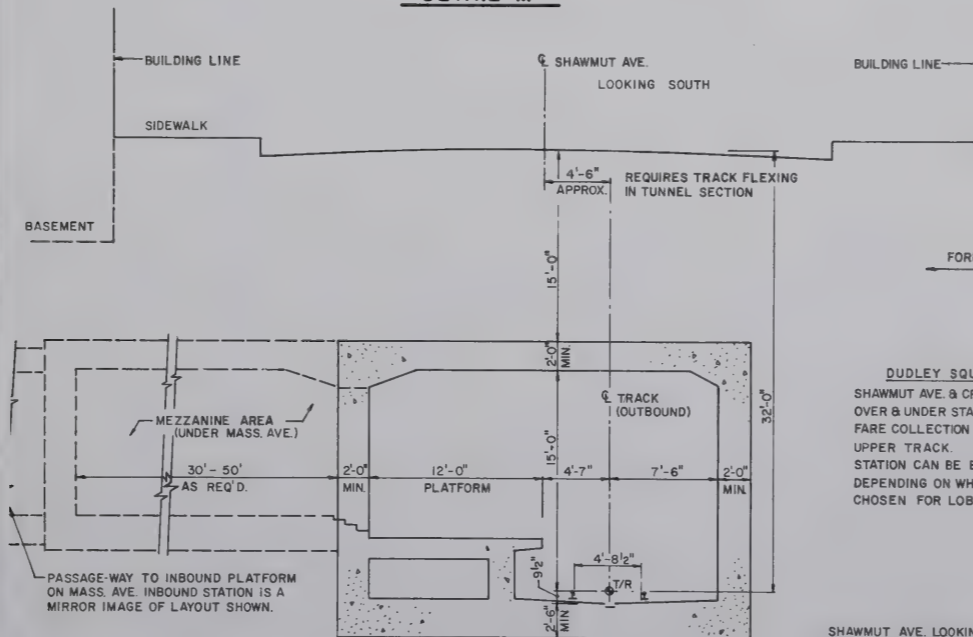 BUILDING LINE
℄ SHAWMUT AVE.
LOOKING SOUTH
BUILDING LINE
SIDEWALK
4'-6"
APPROX.
REQUIRES TRACK FLEXING
IN TUNNEL SECTION
BASEMENT
15'-0"
32'-0"
2'-0"
MIN.
℄ TRACK
(OUTBOUND)
MEZZANINE AREA
(UNDER MASS. AVE.)
15'-0"
30'-50'
AS REQ'D.
2'-0"
MIN.
12'-0"
PLATFORM
4'-7"
7'-6"
2'-0"
MIN.
4'-8½"
9½"
T/R
2'-6"
MIN
PASSAGE-WAY TO INBOUND PLATFORM
ON MASS. AVE. INBOUND STATION IS A
MIRROR IMAGE OF LAYOUT SHOWN.
DUDLEY
SHAWMUT AVE. &
OVER & UNDER
FARE COLLECTION
UPPER TRACK.
STATION CAN BE
DEPENDING ON
CHOSEN FOR
SHAWMUT AVE.